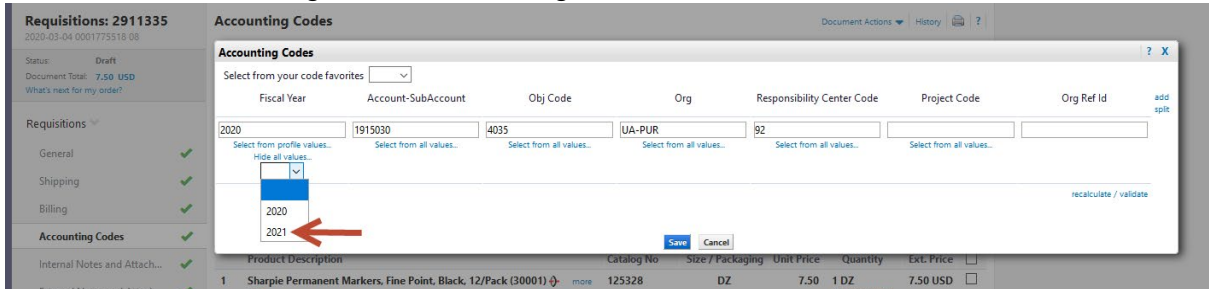 Requisitions: 2911335
2020-03-04 0001775518 08
Status: Draft
Document Total: 7.50 USD
What's next for my order?
Requisitions
General
Shipping
Billing
Accounting Codes
Internal Notes and Attach...
Accounting Codes
Document Actions History ?
Accounting Codes ? X
Select from your code favorites
Fiscal Year Account-SubAccount Obj Code Org Responsibility Center Code Project Code Org Ref Id add split
2020 1915030 4035 UA-PUR 92
Select from profile values... Select from all values... Select from all values... Select from all values... Select from all values... Select from all values...
Hide all values...
2020
2021
recalculate / validate
Save Cancel
Product Description Catalog No Size / Packaging Unit Price Quantity Ext. Price
1 Sharpie Permanent Markers, Fine Point, Black, 12/Pack (30001) more 125328 DZ 7.50 1 DZ 7.50 USD